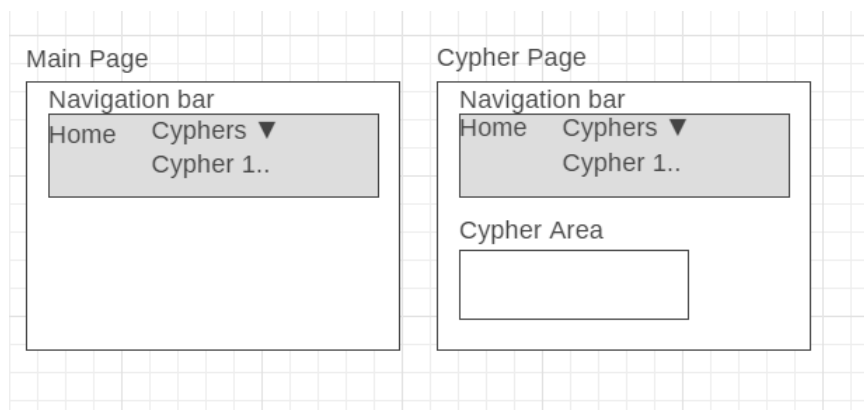 Main Page
Navigation bar
Home Cyphers ▼
Cypher 1..
Cypher Page
Navigation bar
Home Cyphers ▼
Cypher 1..
Cypher Area